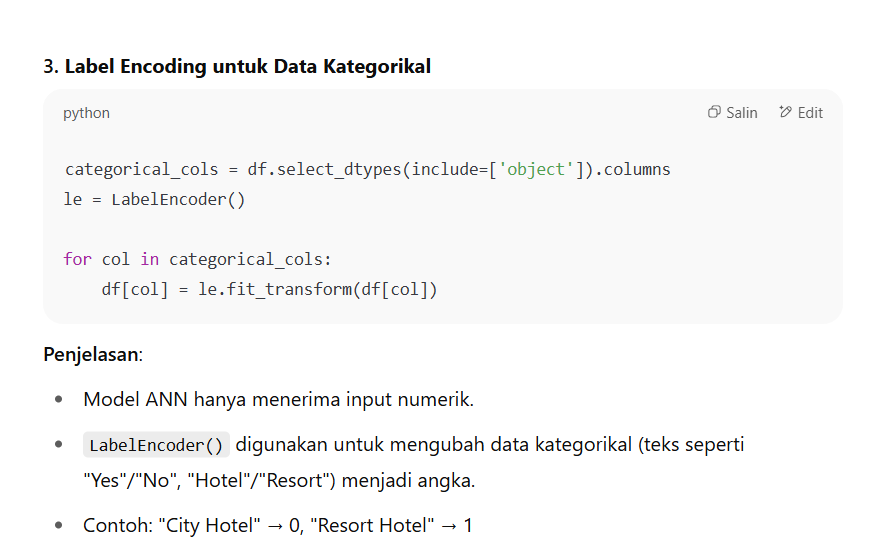 3. Label Encoding untuk Data Kategorikal
python
Salin
Edit
categorical_cols = df.select_dtypes(include=['object']).columns
le = LabelEncoder()
for col in categorical_cols:
    df[col] = le.fit_transform(df[col])
Penjelasan:
• Model ANN hanya menerima input numerik.
• LabelEncoder() digunakan untuk mengubah data kategorikal (teks seperti
"Yes"/"No", "Hotel"/"Resort") menjadi angka.
• Contoh: "City Hotel" → 0, "Resort Hotel" → 1